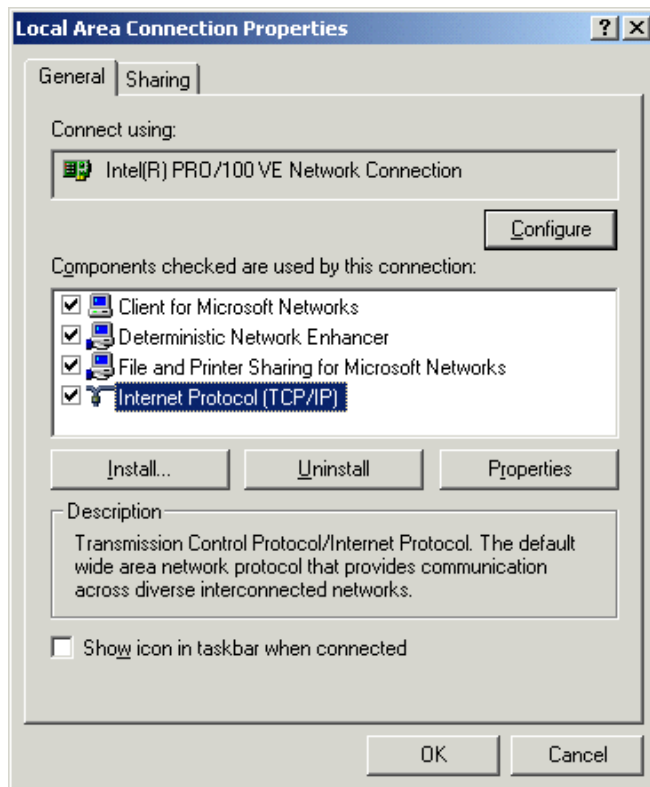 Local Area Connection Properties
General Sharing
Connect using:
Intel(R) PRO/100 VE Network Connection
Configure
Components checked are used by this connection:
Client for Microsoft Networks
Deterministic Network Enhancer
File and Printer Sharing for Microsoft Networks
Internet Protocol (TCP/IP)
Install... Uninstall Properties
Description
Transmission Control Protocol/Internet Protocol. The default
wide area network protocol that provides communication
across diverse interconnected networks.
Show icon in taskbar when connected
OK Cancel